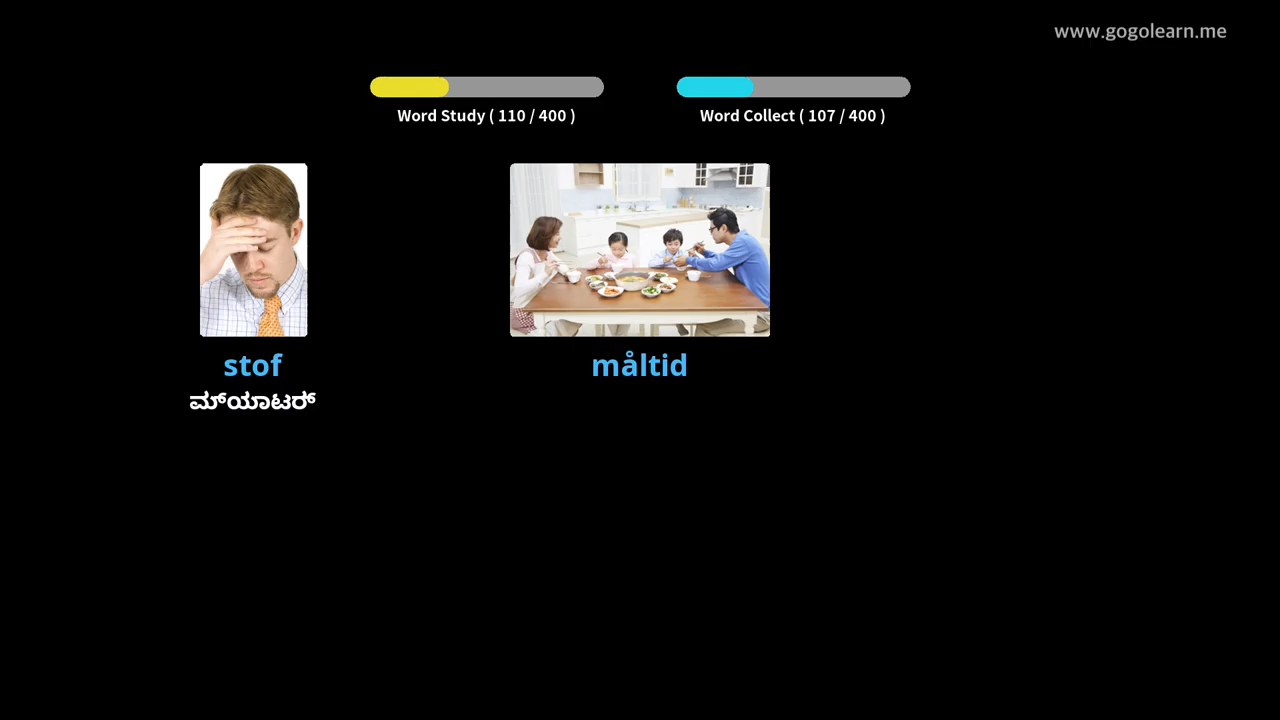 www.gogolearn.me
Word Study ( 110 / 400 )
Word Collect ( 107 / 400 )
stof
måltid
ಮ್ಯಾಟರ್